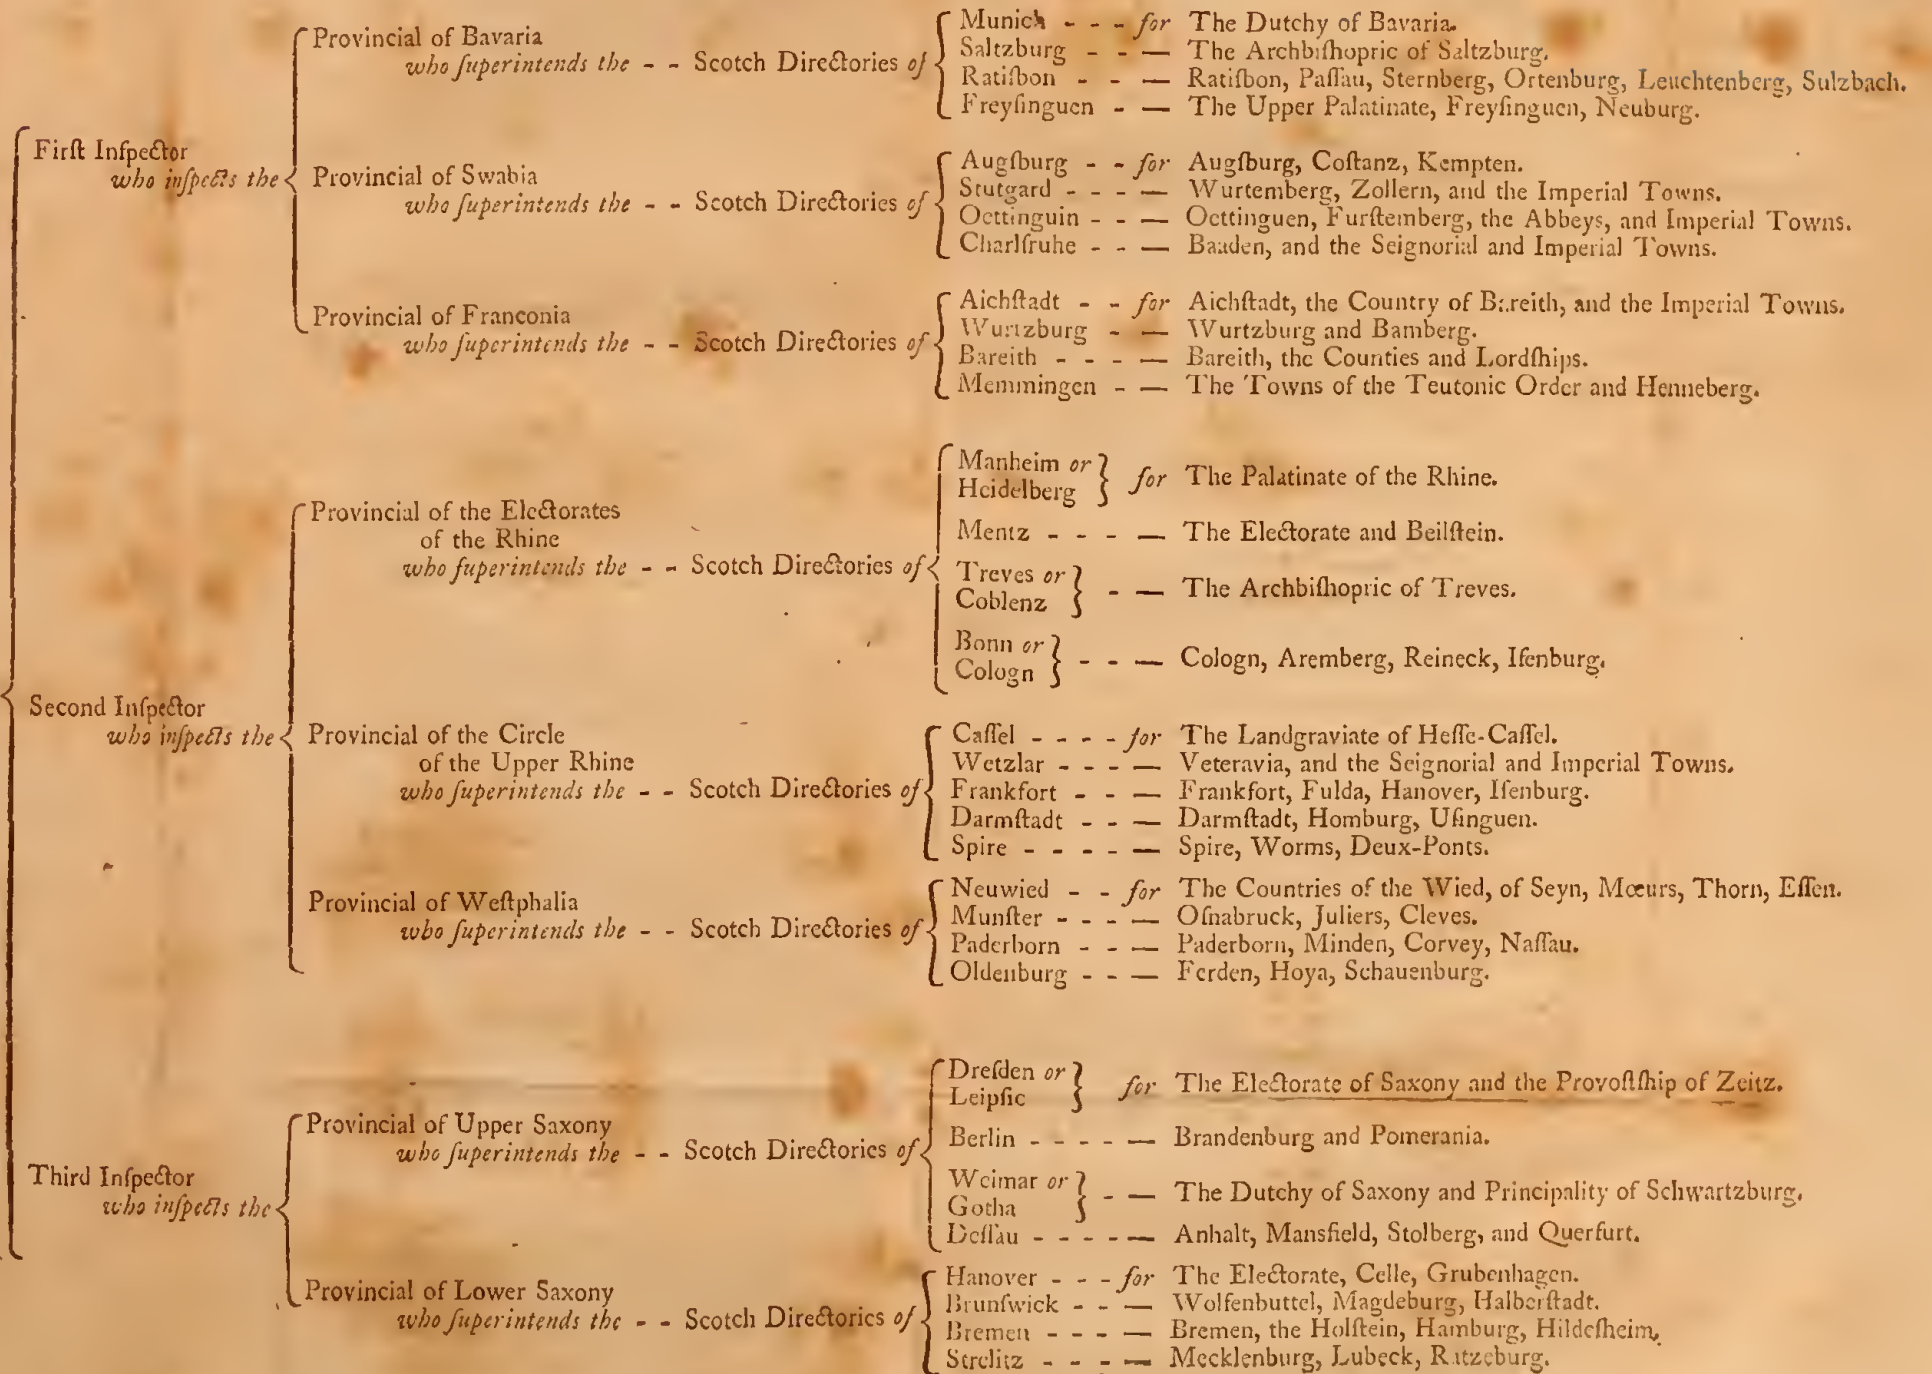 First Inspector
who inspects the
Provincial of Bavaria
who ſuperintends the - - Scotch Directories of
Munich - - - for The Dutchy of Bavaria.
Saltzburg - - — The Archbiſhopric of Saltzburg.
Ratiſbon - - — Ratiſbon, Paſſau, Sternberg, Ortenburg, Leuchtenberg, Sulzbach.
Freyſinguen - — The Upper Palatinate, Freyſinguen, Neuburg.
Provincial of Swabia
who ſuperintends the - - Scotch Directories of
Augſburg - - for Augſburg, Coſtanz, Kempten.
Stutgard - - - — Wurtemberg, Zollern, and the Imperial Towns.
Oettinguin - - — Oettinguen, Furſtemberg, the Abbeys, and Imperial Towns.
Charlſruhe - - — Baaden, and the Seignorial and Imperial Towns.
Provincial of Franconia
who ſuperintends the - - Scotch Directories of
Aichſtadt - - for Aichſtadt, the Country of Bareith, and the Imperial Towns.
Wurtzburg - — Wurtzburg and Bamberg.
Bareith - - - — Bareith, the Counties and Lordſhips.
Memmingen - — The Towns of the Teutonic Order and Henneberg.
Second Inſpector
who inſpects the
Provincial of the Electorates
of the Rhine
who ſuperintends the - - Scotch Directories of
Manheim or
Heidelberg for The Palatinate of the Rhine.
Mentz - - - — The Electorate and Beilſtein.
Treves or
Coblenz - — The Archbiſhopric of Treves.
Bonn or
Cologn - - — Cologn, Aremberg, Reineck, Iſenburg.
Provincial of the Circle
of the Upper Rhine
who ſuperintends the - - Scotch Directories of
Caſſel - - - - for The Landgraviate of Heſſe-Caſſel.
Wetzlar - - - — Veteravia, and the Seignorial and Imperial Towns.
Frankfort - - — Frankfort, Fulda, Hanover, Iſenburg.
Darmſtadt - - — Darmſtadt, Homburg, Uſinguen.
Spire - - - - — Spire, Worms, Deux-Ponts.
Provincial of Weſtphalia
who ſuperintends the - - Scotch Directories of
Neuwied - - for The Countries of the Wied, of Seyn, Mœurs, Thorn, Eſſen.
Munſter - - - — Oſnabruck, Juliers, Cleves.
Paderborn - - — Paderborn, Minden, Corvey, Naſſau.
Oldenburg - - — Ferden, Hoya, Schauenburg.
Third Inſpector
who inſpects the
Provincial of Upper Saxony
who ſuperintends the - - Scotch Directories of
Dreſden or
Leipſic for The Electorate of Saxony and the Provoſtſhip of Zeitz.
Berlin - - - - — Brandenburg and Pomerania.
Weimar or
Gotha - — The Dutchy of Saxony and Principality of Schwartzburg.
Deſſau - - - - — Anhalt, Mansfield, Stolberg, and Querfurt.
Provincial of Lower Saxony
who ſuperintends the - - Scotch Directories of
Hanover - - - for The Electorate, Celle, Grubenhagen.
Brunſwick - - — Wolfenbuttel, Magdeburg, Halberſtadt.
Bremen - - - — Bremen, the Holſtein, Hamburg, Hildeſheim.
Strelitz - - - — Mecklenburg, Lubeck, Ratzeburg.